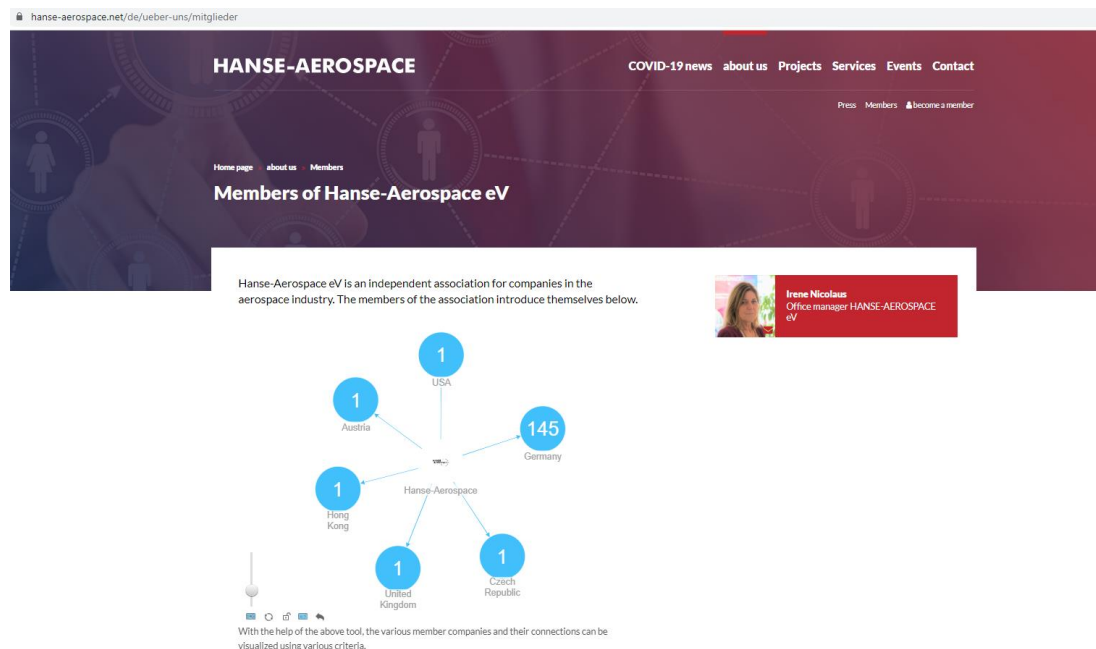 hanse-aerospace.net/de/ueber-uns/mitglieder
HANSE-AEROSPACE
COVID-19 news about us Projects Services Events Contact
Press Members become a member
Home page about us Members
Members of Hanse-Aerospace eV
Hanse-Aerospace eV is an independent association for companies in the
aerospace industry. The members of the association introduce themselves below.
Irene Nicolaus
Office manager HANSE-AEROSPACE
eV
1
USA
1
Austria
145
Germany
Hanse-Aerospace
1
Hong
Kong
1
United
Kingdom
1
Czech
Republic
With the help of the above tool, the various member companies and their connections can be
visualized using various criteria.